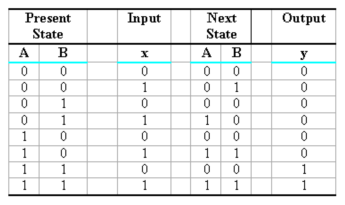 Present State Input Next State Output
A B x A B y
0 0 0 0 0 0
0 0 1 0 1 0
0 1 0 0 0 0
0 1 1 1 0 0
1 0 0 0 0 0
1 0 1 1 1 0
1 1 0 0 0 1
1 1 1 1 1 1